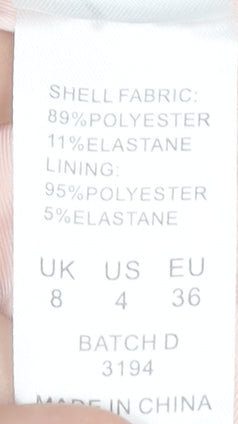 SHELL FABRIC:
89%POLYESTER
11%ELASTANE
LINING:
95%POLYESTER
5%ELASTANE
UK US EU
8 4 36
BATCH D
3194
MADE IN CHINA